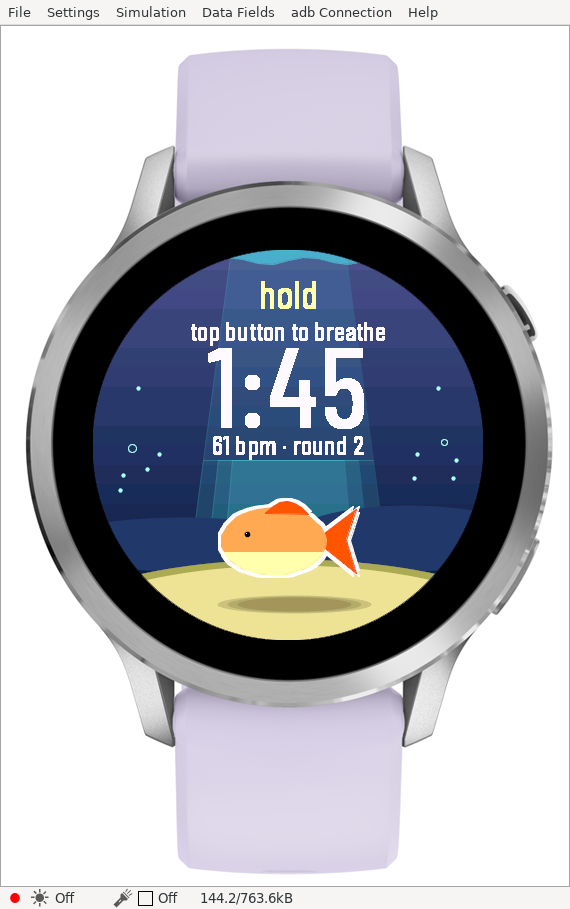 File Settings Simulation Data Fields adb Connection Help
hold
top button to breathe
1:45
61 bpm · round 2
Off Off 144.2/763.6kB